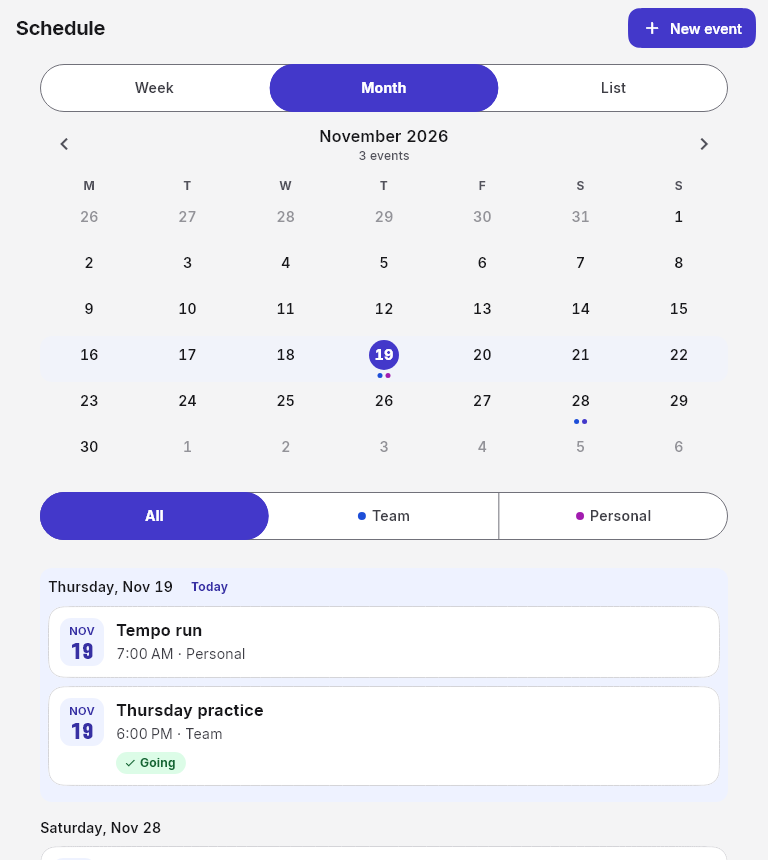 Schedule
New event
Week Month List
November 2026
3 events
M T W T F S S
26 27 28 29 30 31 1
2 3 4 5 6 7 8
9 10 11 12 13 14 15
16 17 18 19 20 21 22
23 24 25 26 27 28 29
30 1 2 3 4 5 6
All Team Personal
Thursday, Nov 19 Today
NOV
19
Tempo run
7:00 AM · Personal
NOV
19
Thursday practice
6:00 PM · Team
Going
Saturday, Nov 28